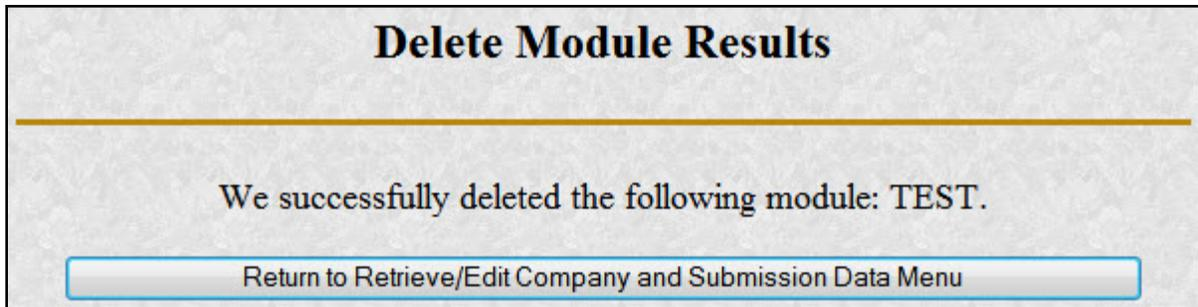 Delete Module Results
We successfully deleted the following module: TEST.
Return to Retrieve/Edit Company and Submission Data Menu